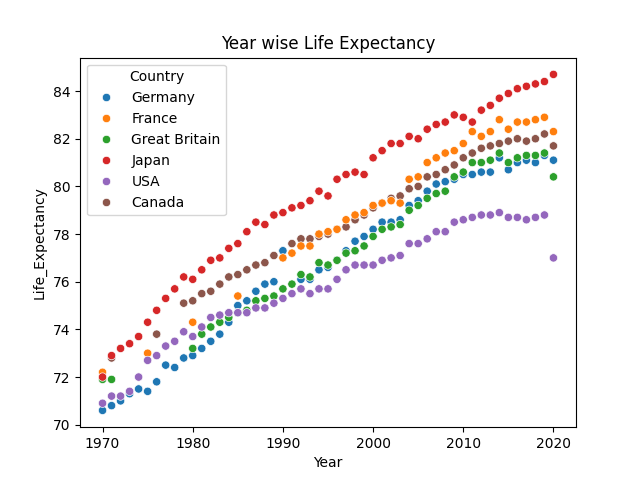 Year wise Life Expectancy
Country
Germany
France
Great Britain
Japan
USA
Canada
Life_Expectancy
84
82
80
78
76
74
72
70
1970
1980
1990
2000
2010
2020
Year